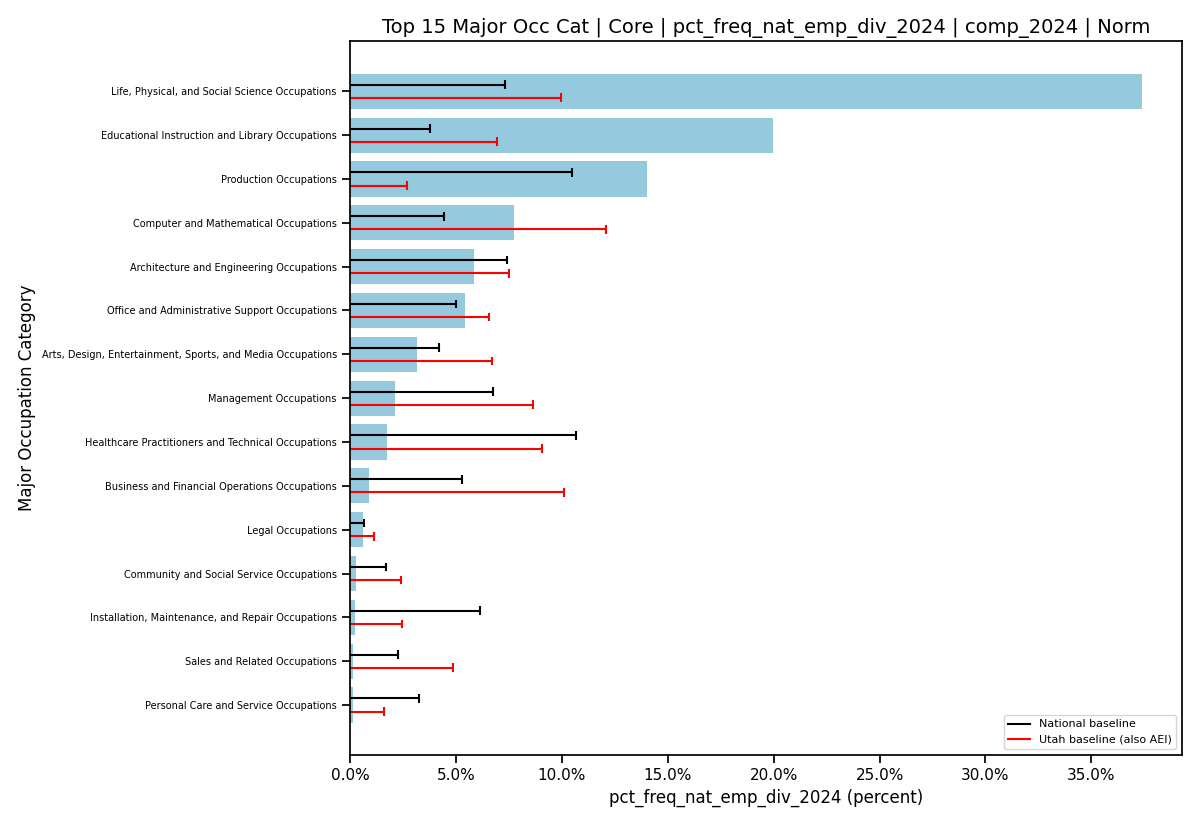 Top 15 Major Occ Cat | Core | pct_freq_nat_emp_div_2024 | comp_2024 | Norm
Major Occupation Category
Life, Physical, and Social Science Occupations
Educational Instruction and Library Occupations
Production Occupations
Computer and Mathematical Occupations
Architecture and Engineering Occupations
Office and Administrative Support Occupations
Arts, Design, Entertainment, Sports, and Media Occupations
Management Occupations
Healthcare Practitioners and Technical Occupations
Business and Financial Operations Occupations
Legal Occupations
Community and Social Service Occupations
Installation, Maintenance, and Repair Occupations
Sales and Related Occupations
Personal Care and Service Occupations
National baseline
Utah baseline (also AEI)
0.0% 5.0% 10.0% 15.0% 20.0% 25.0% 30.0% 35.0%
pct_freq_nat_emp_div_2024 (percent)